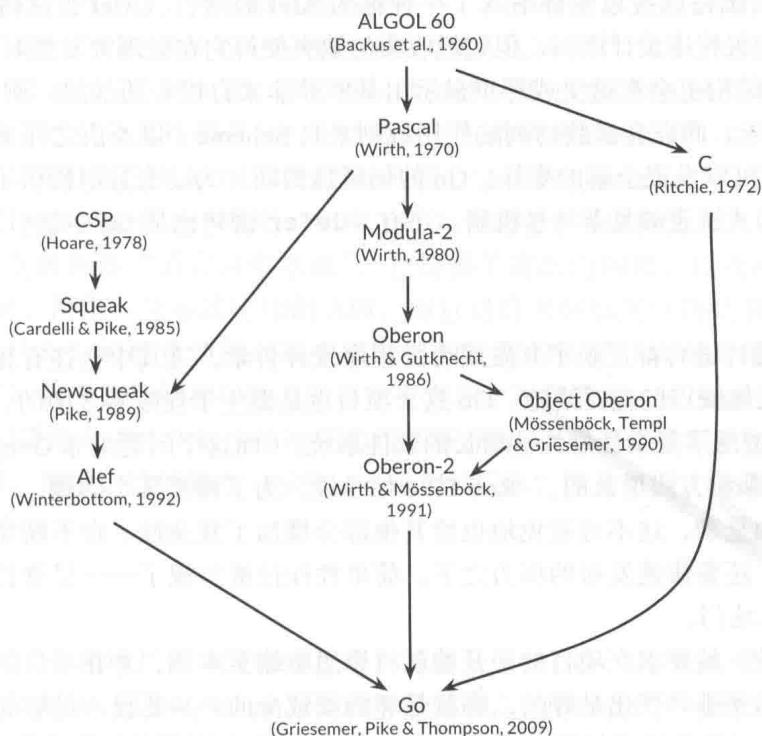 ALGOL 60
(Backus et al., 1960)
Pascal
(Wirth, 1970)
C
(Ritchie, 1972)
CSP
(Hoare, 1978)
Modula-2
(Wirth, 1980)
Squeak
(Cardelli & Pike, 1985)
Oberon
(Wirth & Gutknecht,
1986)
Newsqueak
(Pike, 1989)
Object Oberon
(Mössenböck, Templ
& Griesemer, 1990)
Alef
(Winterbottom, 1992)
Oberon-2
(Wirth & Mössenböck,
1991)
Go
(Griesemer, Pike & Thompson, 2009)